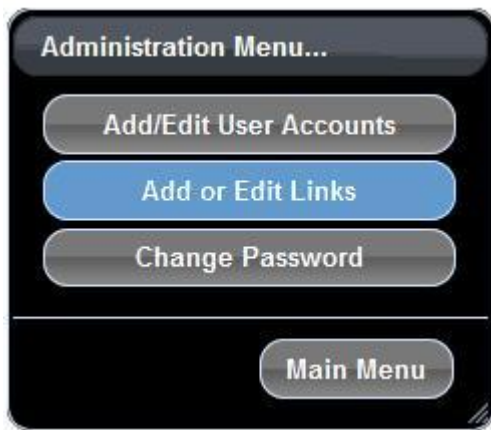 Administration Menu...
Add/Edit User Accounts
Add or Edit Links
Change Password
Main Menu